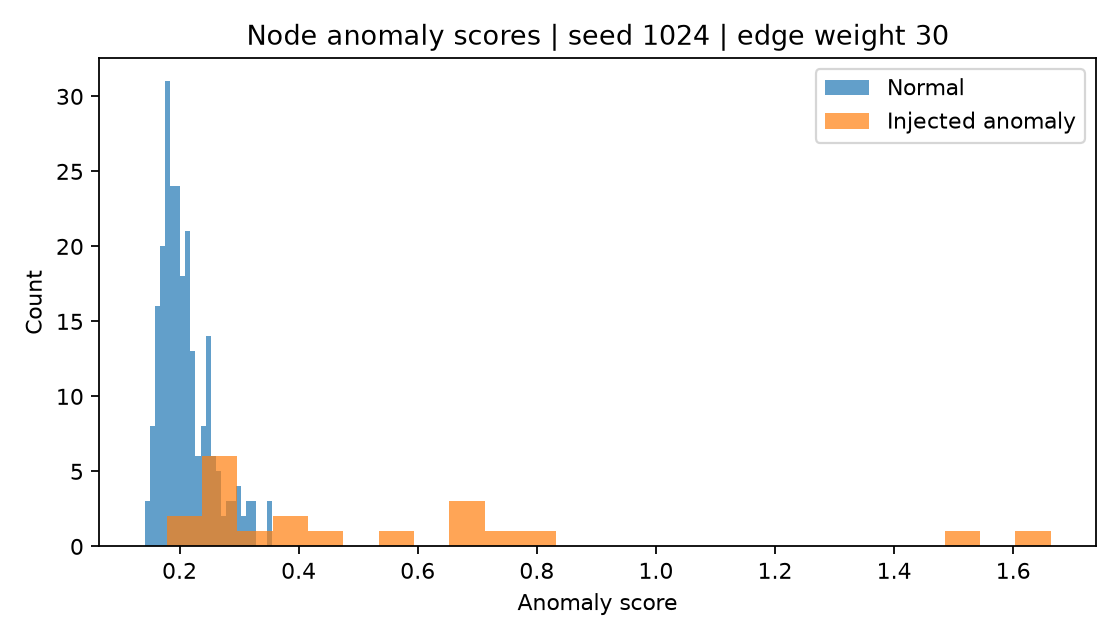 Node anomaly scores | seed 1024 | edge weight 30
Normal
Injected anomaly
Count
30
25
20
15
10
5
0
0.2 0.4 0.6 0.8 1.0 1.2 1.4 1.6
Anomaly score